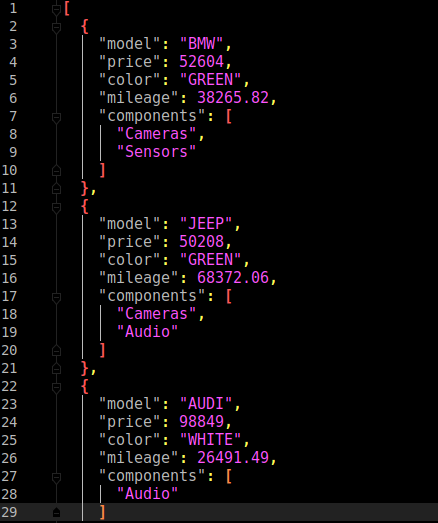 1 [
2 {
3 "model": "BMW",
4 "price": 52604,
5 "color": "GREEN",
6 "mileage": 38265.82,
7 "components": [
8 "Cameras",
9 "Sensors"
10 ]
11 },
12 {
13 "model": "JEEP",
14 "price": 50208,
15 "color": "GREEN",
16 "mileage": 68372.06,
17 "components": [
18 "Cameras",
19 "Audio"
20 ]
21 },
22 {
23 "model": "AUDI",
24 "price": 98849,
25 "color": "WHITE",
26 "mileage": 26491.49,
27 "components": [
28 "Audio"
29 ]